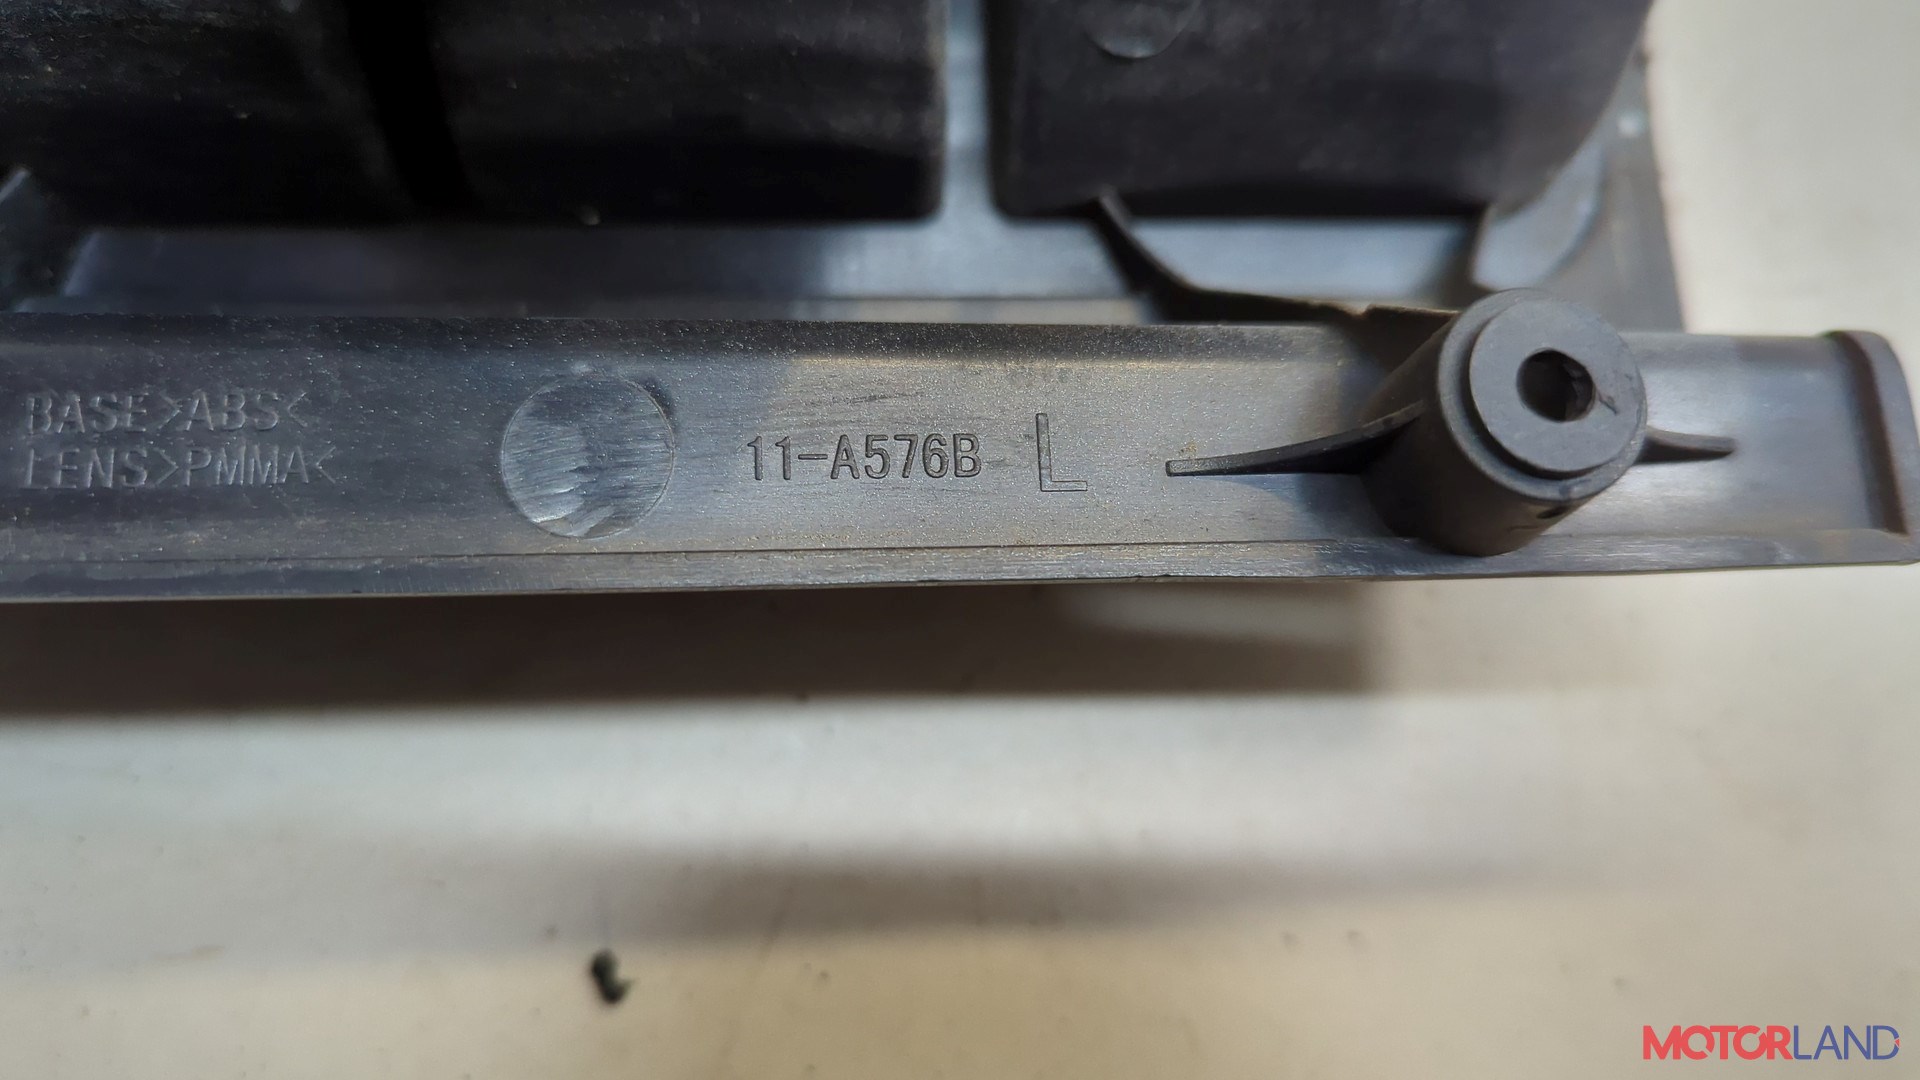 BASE>ABS<
LENS>PMMA<
11-A576B L
MOTORLAND